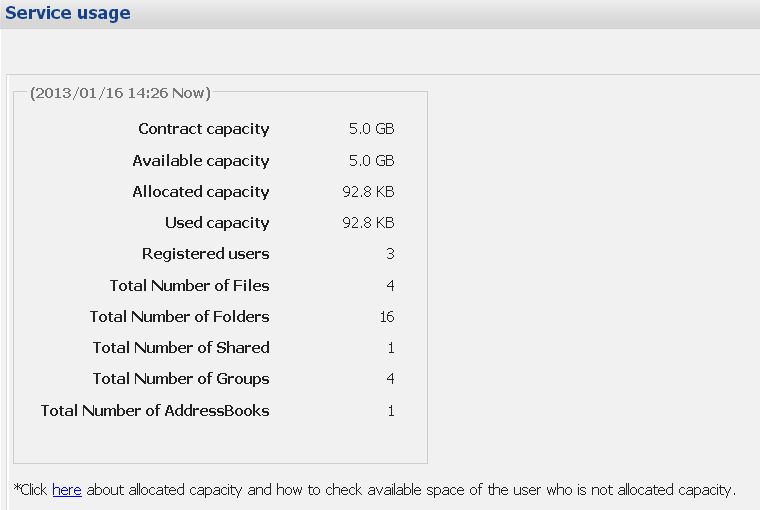 Service usage
(2013/01/16 14:26 Now)
Contract capacity 5.0 GB
Available capacity 5.0 GB
Allocated capacity 92.8 KB
Used capacity 92.8 KB
Registered users 3
Total Number of Files 4
Total Number of Folders 16
Total Number of Shared 1
Total Number of Groups 4
Total Number of AddressBooks 1
*Click here about allocated capacity and how to check available space of the user who is not allocated capacity.